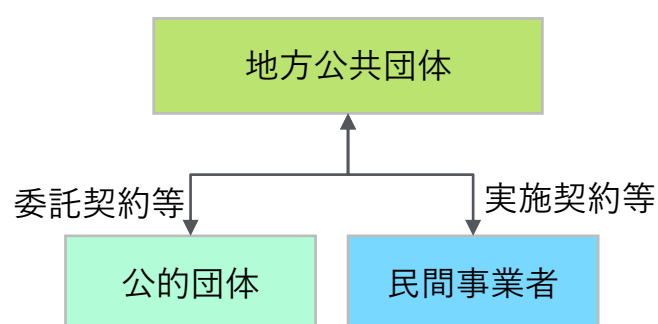 地方公共団体
委託契約等
実施契約等
公的団体
民間事業者